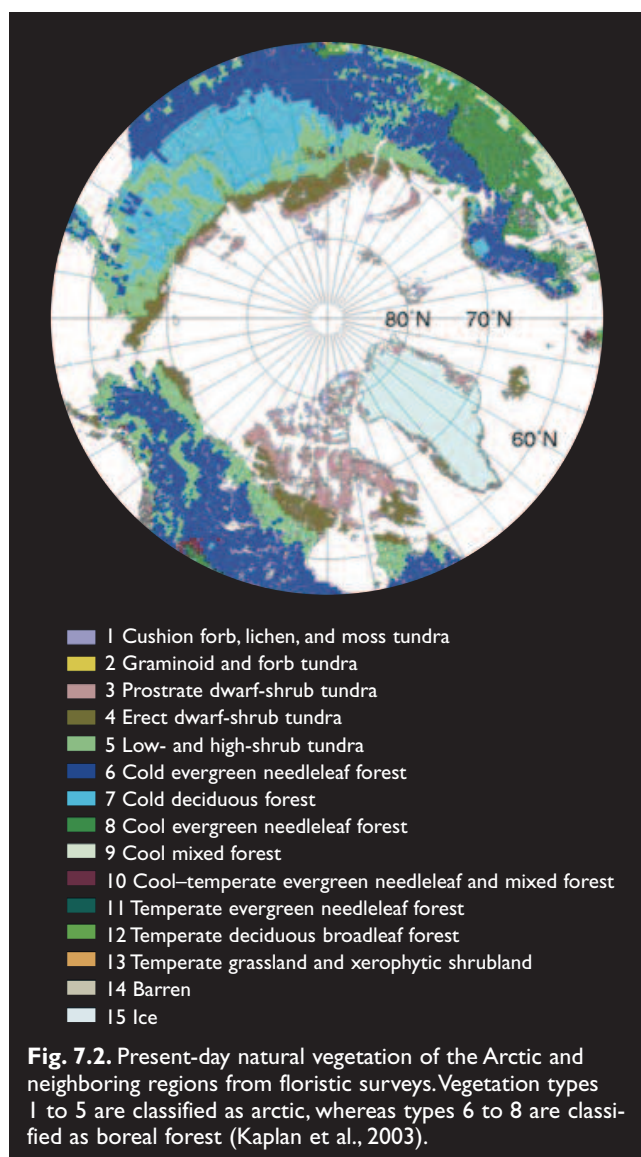 80°N 70°N
60°N
1 Cushion forb, lichen, and moss tundra
2 Graminoid and forb tundra
3 Prostrate dwarf-shrub tundra
4 Erect dwarf-shrub tundra
5 Low- and high-shrub tundra
6 Cold evergreen needleleaf forest
7 Cold deciduous forest
8 Cool evergreen needleleaf forest
9 Cool mixed forest
10 Cool–temperate evergreen needleleaf and mixed forest
11 Temperate evergreen needleleaf forest
12 Temperate deciduous broadleaf forest
13 Temperate grassland and xerophytic shrubland
14 Barren
15 Ice
Fig. 7.2. Present-day natural vegetation of the Arctic and
neighboring regions from floristic surveys. Vegetation types
1 to 5 are classified as arctic, whereas types 6 to 8 are classi-
fied as boreal forest (Kaplan et al., 2003).